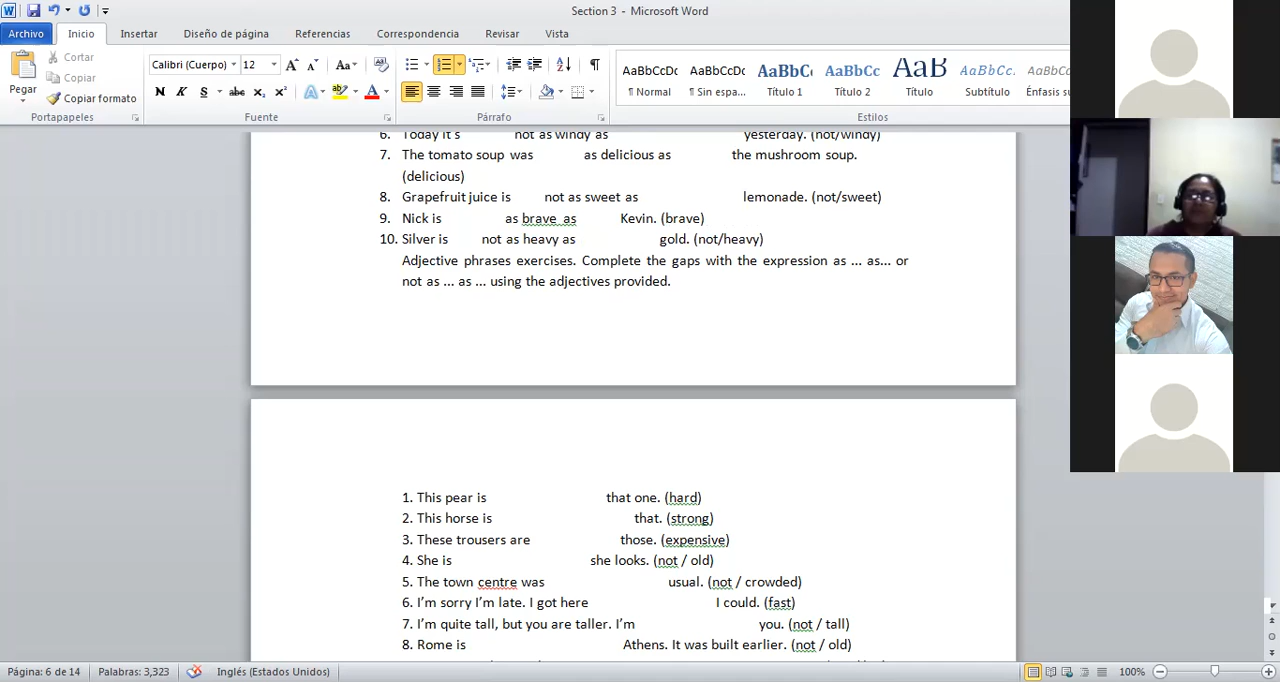 Section 3 - Microsoft Word
Archivo Inicio Insertar Diseño de página Referencias Correspondencia Revisar Vista
Cortar
Copiar
Copiar formato
Pegar
Calibri (Cuerpo) 12
N K S abc x₂ x²
AaBbCcDc AaBbCcDc AaBbC AaBbCc AaB AaBbCc. AaBbCcD
¶ Normal ¶ Sin espa... Título 1 Título 2 Título Subtítulo Énfasis
Portapapeles Fuente Párrafo Estilos
6. Today it's not as windy as yesterday. (not/windy)
7. The tomato soup was as delicious as the mushroom soup.
(delicious)
8. Grapefruit juice is not as sweet as lemonade. (not/sweet)
9. Nick is as brave as Kevin. (brave)
10. Silver is not as heavy as gold. (not/heavy)
Adjective phrases exercises. Complete the gaps with the expression as ... as... or
not as ... as ... using the adjectives provided.
1. This pear is that one. (hard)
2. This horse is that. (strong)
3. These trousers are those. (expensive)
4. She is she looks. (not / old)
5. The town centre was usual. (not / crowded)
6. I'm sorry I'm late. I got here I could. (fast)
7. I'm quite tall, but you are taller. I'm you. (not / tall)
8. Rome is Athens. It was built earlier. (not / old)
Página: 6 de 14 Palabras: 3,323 Inglés (Estados Unidos) 100%